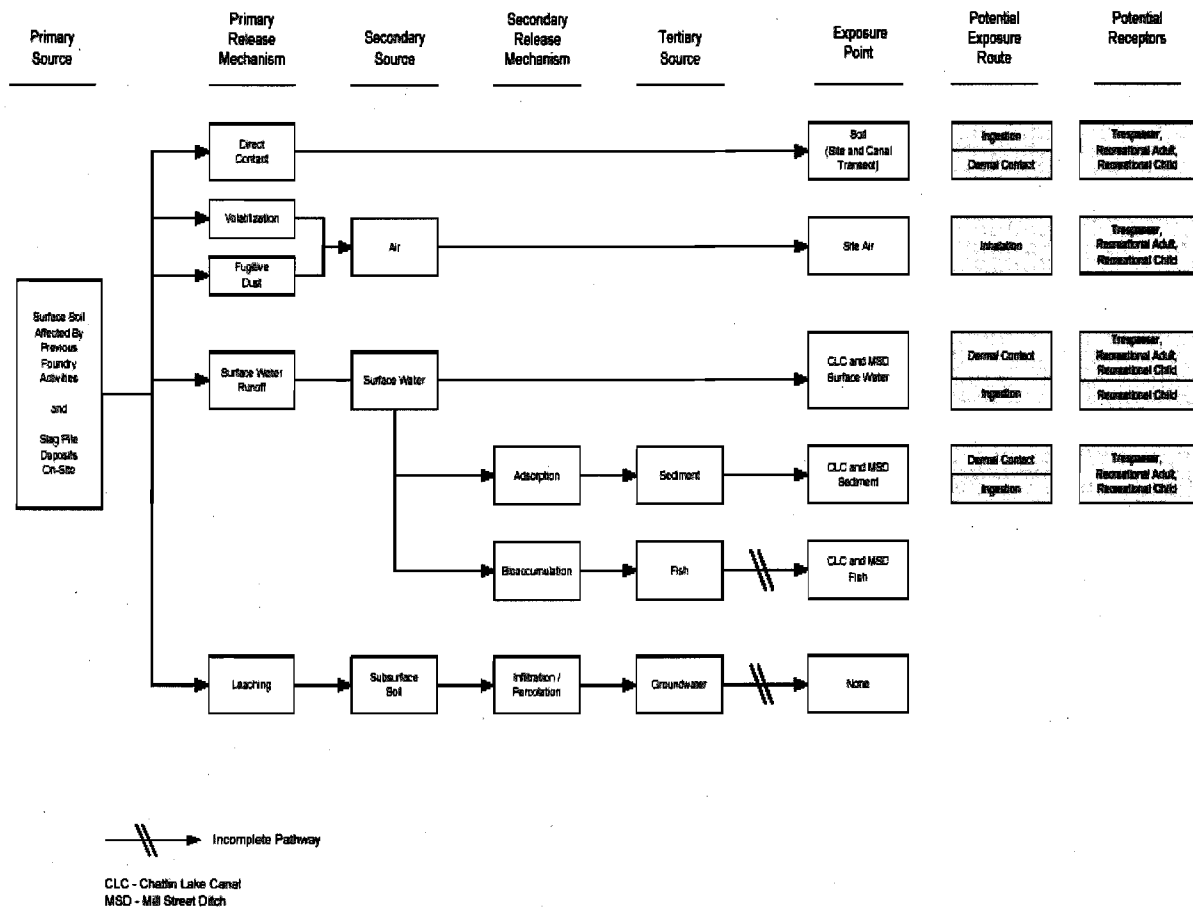 Primary
Source
Primary
Release
Mechanism
Secondary
Source
Secondary
Release
Mechanism
Tertiary
Source
Exposure
Point
Potential
Exposure
Route
Potential
Receptors
Direct
Contact
Soil
(Site and Canal
Transect)
Ingestion
Dermal Contact
Trespasser,
Recreational Adult,
Recreational Child
Volatilization
Fugitive
Dust
Air
Site Air
Inhalation
Trespasser,
Recreational Adult,
Recreational Child
Surface Soil
Affected By
Previous
Foundry
Activities
and
Slag Pile
Deposits
On-Site
Surface Water
Runoff
Surface Water
CLC and MSD
Surface Water
Dermal Contact
Ingestion
Trespasser,
Recreational Adult,
Recreational Child
Recreational Child
Adsorption
Sediment
CLC and MSD
Sediment
Dermal Contact
Ingestion
Trespasser,
Recreational Adult,
Recreational Child
Bioaccumulation
Fish
CLC and MSD
Fish
Leaching
Subsurface
Soil
Infiltration /
Percolation
Groundwater
None
Incomplete Pathway
CLC - Chattin Lake Canal
MSD - Mill Street Ditch